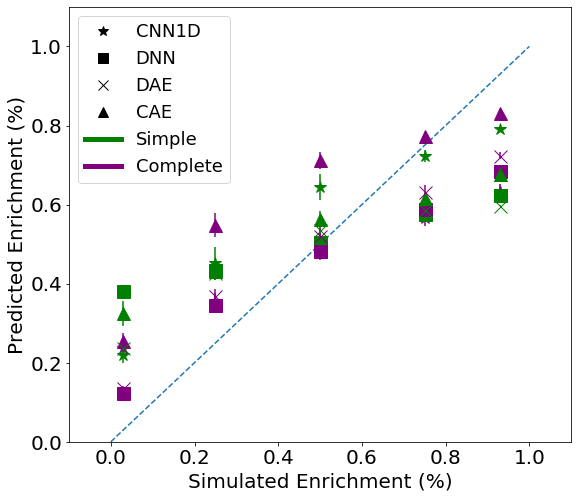 CNN1D
DNN
DAE
CAE
Simple
Complete
Predicted Enrichment (%)
1.0
0.8
0.6
0.4
0.2
0.0
0.0 0.2 0.4 0.6 0.8 1.0
Simulated Enrichment (%)